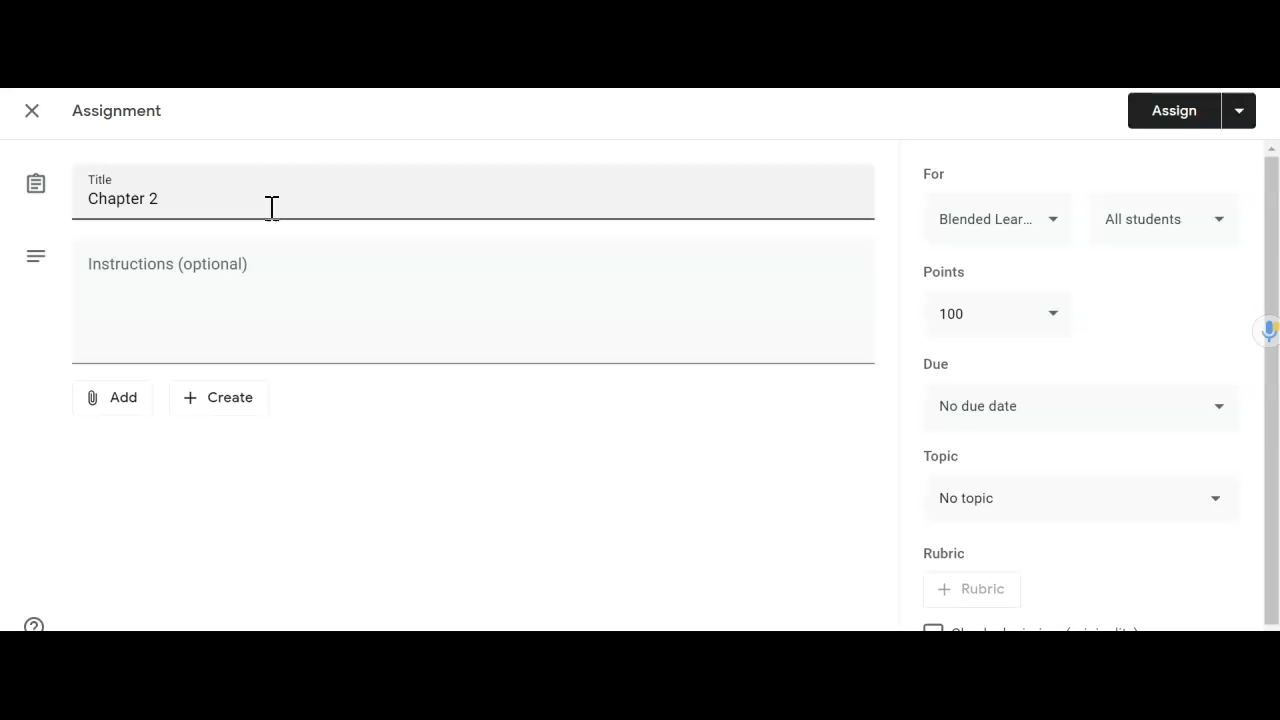 Assignment
Assign
Title
Chapter 2
Instructions (optional)
Add
Create
For
Blended Lear...
All students
Points
100
Due
No due date
Topic
No topic
Rubric
Rubric